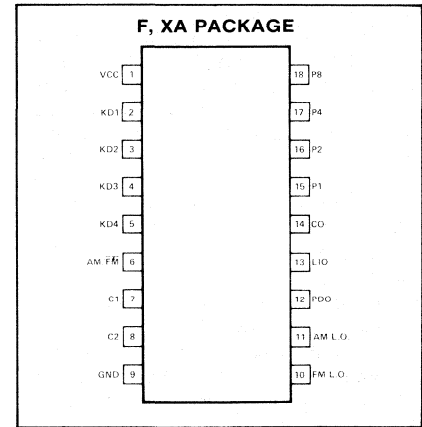 F, XA PACKAGE
VCC 1 18 P8
KD1 2 17 P4
KD2 3 16 P2
KD3 4 15 P1
KD4 5 14 CO
AM FM 6 13 LIO
C1 7 12 PDO
C2 8 11 AM L.O.
GND 9 10 FM L.O.